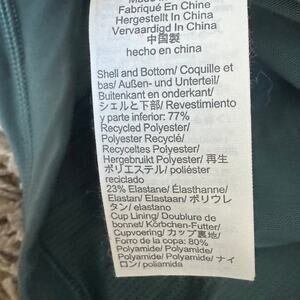 Fabriqué En Chine
Hergestellt In China
Vervaardigd In China
中国製
hecho en china
Shell and Bottom/ Coquille et
bas/ Außen- und Unterteil/
Buitenkant en onderkant/
シェルと下部/ Revestimiento
y parte inferior: 77%
Recycled Polyester/
Polyester Recyclé/
Recyceltes Polyester/
Hergebruikt Polyester/ 再生
ポリエステル/ poliéster
reciclado
23% Elastane/ Élasthanne/
Elastan/ Elastaan/ ポリウレ
タン/ elastano
Cup Lining/ Doublure de
bonnet/ Körbchen-Futter/
Cupvoering/ カップ裏地/
Forro de la copa: 80%
Polyamide/ Polyamide/
Polyamide/ Polyamide/ ナイ
ロン/ poliamida